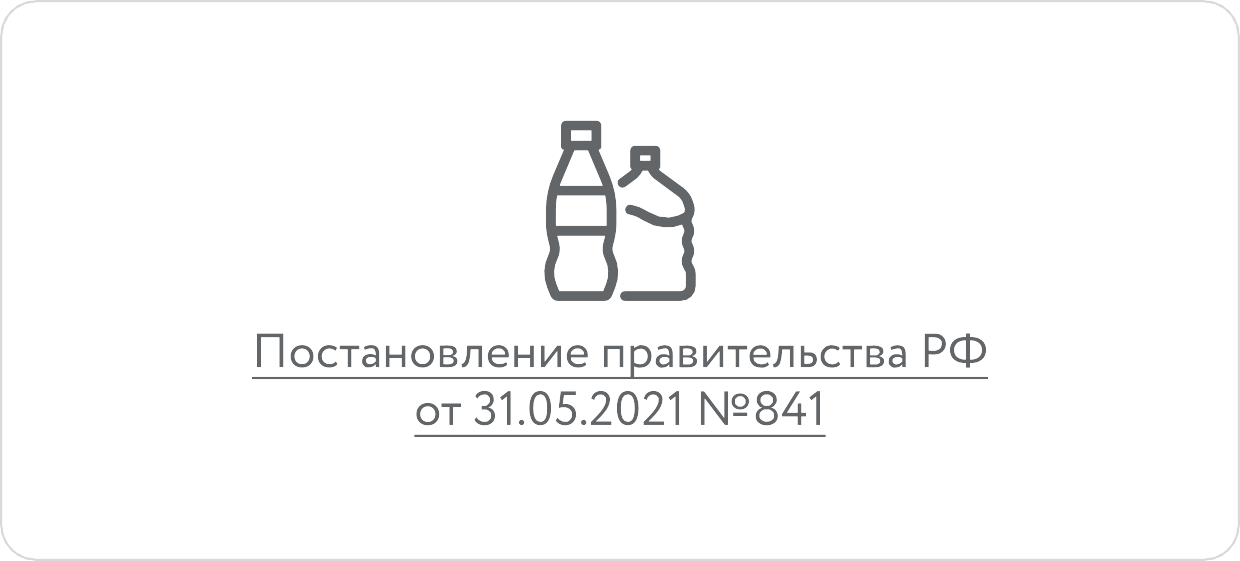 Постановление правительства РФ
от 31.05.2021 №841